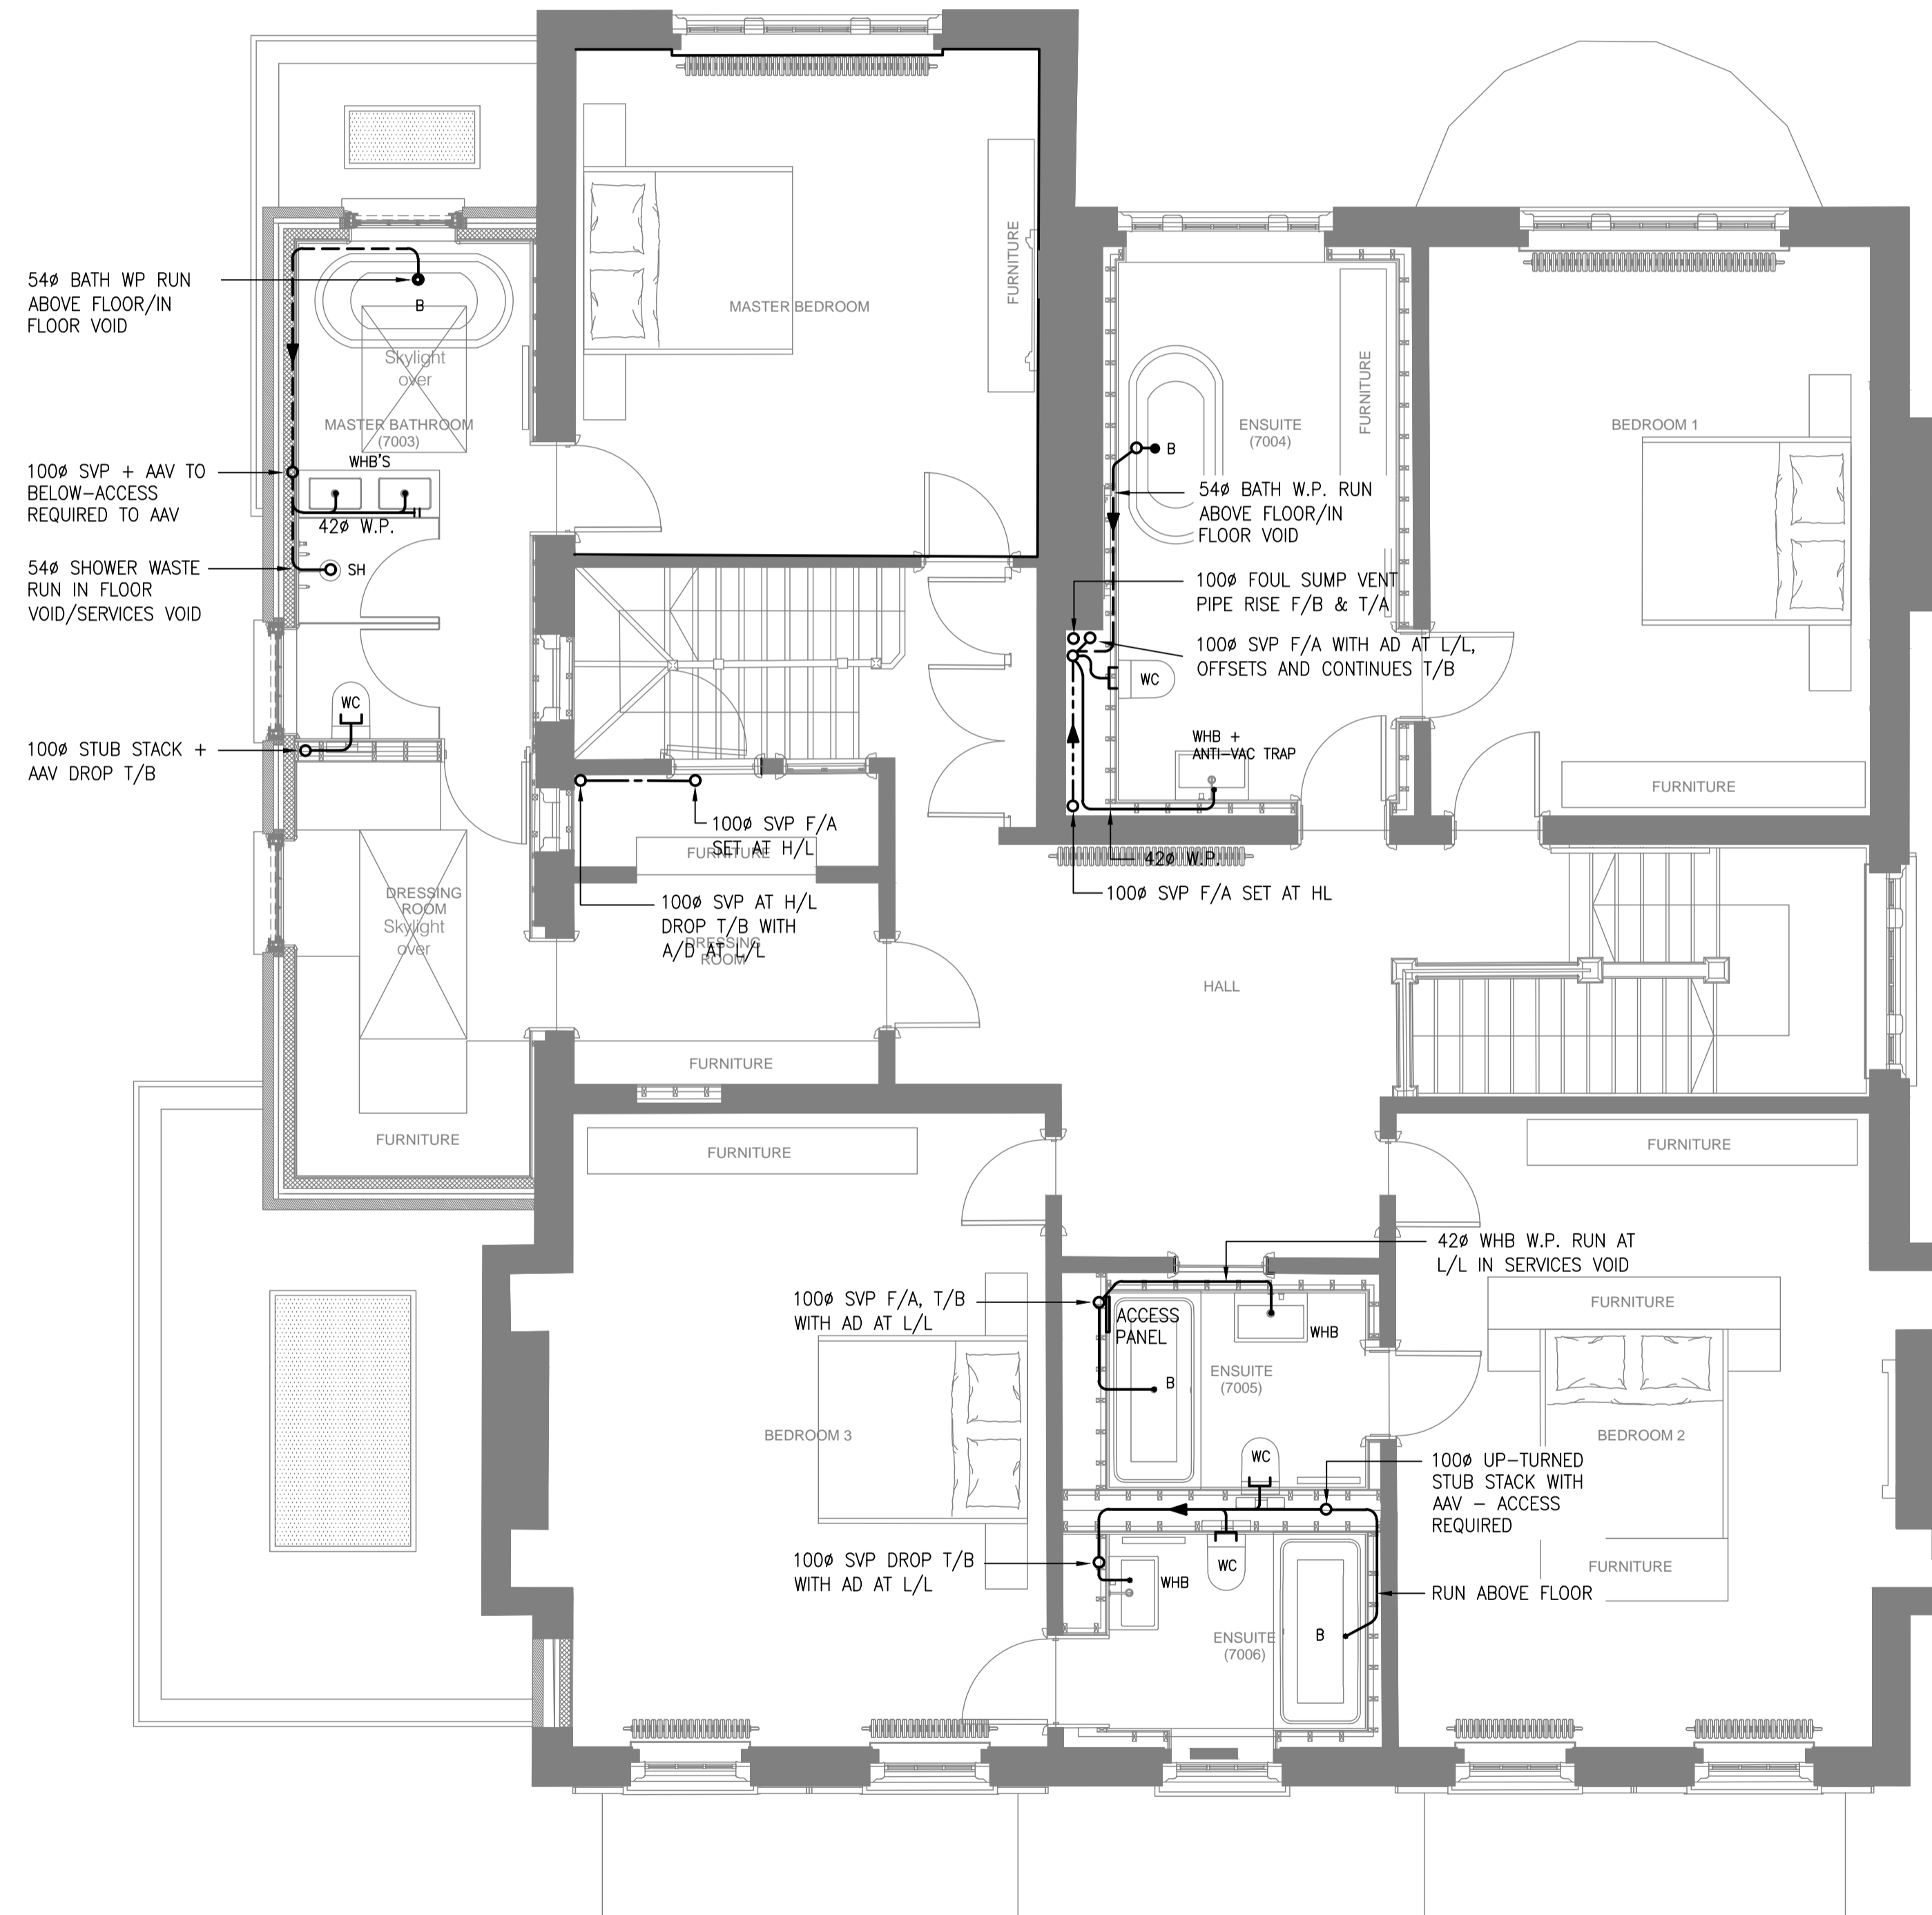 54ø BATH WP RUN
ABOVE FLOOR/IN
FLOOR VOID
B
Skylight
over
MASTER BATHROOM
(7003)
WHB'S
100ø SVP + AAV TO
BELOW-ACCESS
REQUIRED TO AAV
42ø W.P.
54ø SHOWER WASTE
RUN IN FLOOR
VOID/SERVICES VOID
SH
WC
100ø STUB STACK +
AAV DROP T/B
MASTER BEDROOM
FURNITURE
ENSUITE
(7004)
FURNITURE
B
54ø BATH W.P. RUN
ABOVE FLOOR/IN
FLOOR VOID
100ø FOUL SUMP VENT
PIPE RISE F/B & T/A
100ø SVP F/A WITH AD AT L/L,
OFFSETS AND CONTINUES T/B
WC
WHB +
ANTI-VAC TRAP
BEDROOM 1
FURNITURE
100ø SVP F/A
SET AT H/L
FURNITURE
42ø W.P.
100ø SVP F/A SET AT HL
100ø SVP AT H/L
DROP T/B WITH
A/D AT L/L
DRESSING
ROOM
DRESSING
ROOM
Skylight
over
HALL
FURNITURE
FURNITURE
FURNITURE
FURNITURE
42ø WHB W.P. RUN AT
L/L IN SERVICES VOID
100ø SVP F/A, T/B
WITH AD AT L/L
ACCESS
PANEL
WHB
ENSUITE
(7005)
B
FURNITURE
BEDROOM 3
BEDROOM 2
WC
100ø UP-TURNED
STUB STACK WITH
AAV - ACCESS
REQUIRED
100ø SVP DROP T/B
WITH AD AT L/L
WHB
WC
FURNITURE
RUN ABOVE FLOOR
ENSUITE
(7006)
B